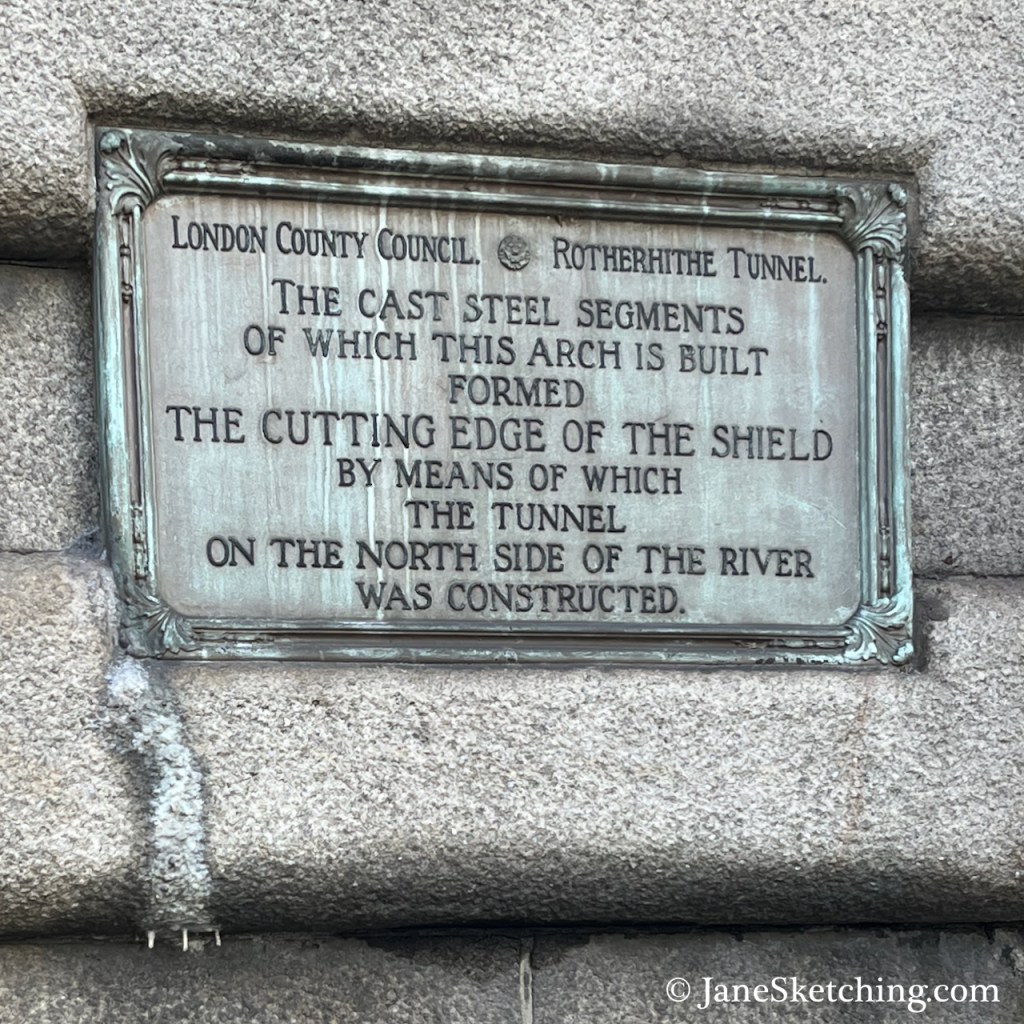 LONDON COUNTY COUNCIL. ROTHERHITHE TUNNEL.
THE CAST STEEL SEGMENTS
OF WHICH THIS ARCH IS BUILT
FORMED
THE CUTTING EDGE OF THE SHIELD
BY MEANS OF WHICH
THE TUNNEL
ON THE NORTH SIDE OF THE RIVER
WAS CONSTRUCTED.
© JaneSketching.com